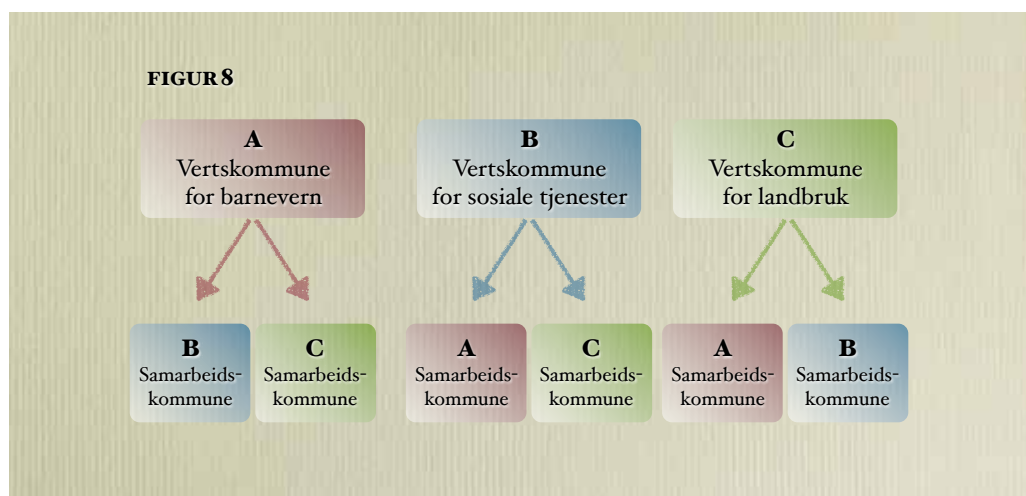 FIGUR 8
A
Vertskommune
for barnevern
B
Vertskommune
for sosiale tjenester
C
Vertskommune
for landbruk
B
Samarbeids-
kommune
C
Samarbeids-
kommune
A
Samarbeids-
kommune
C
Samarbeids-
kommune
A
Samarbeids-
kommune
B
Samarbeids-
kommune